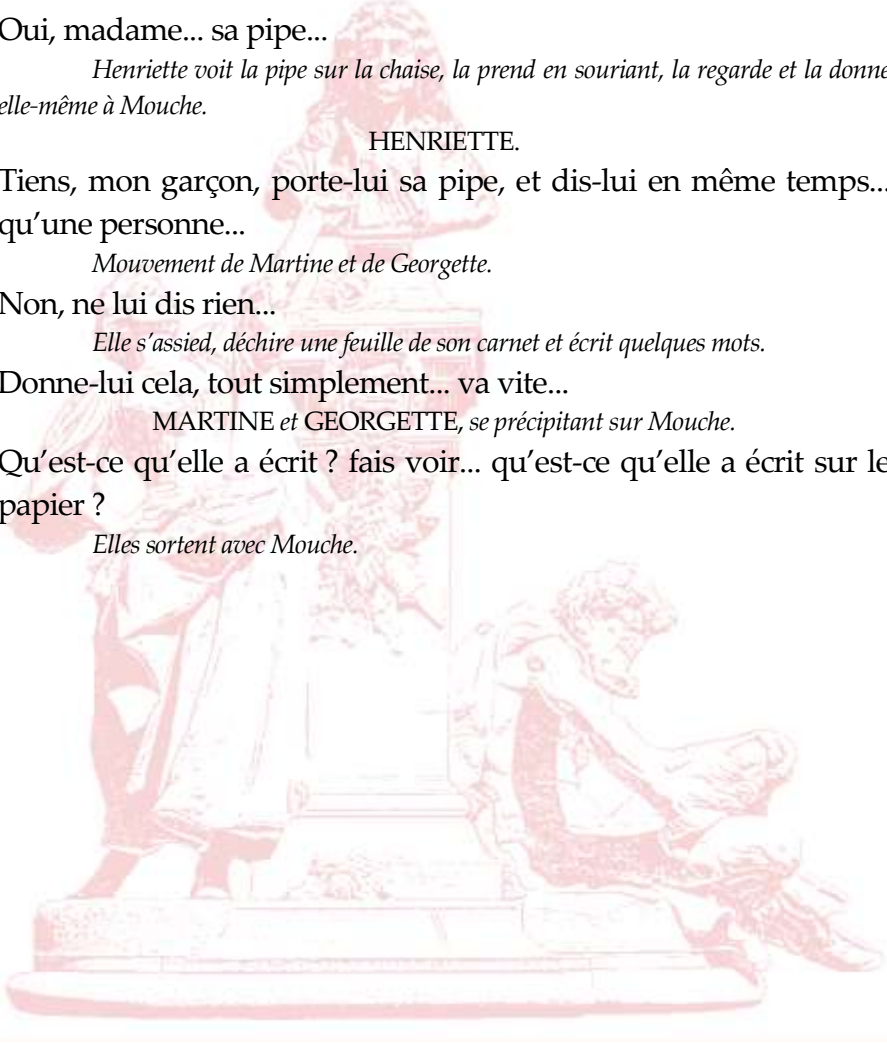 Oui, madame... sa pipe...
Henriette voit la pipe sur la chaise, la prend en souriant, la regarde et la donne
elle-même à Mouche.
HENRIETTE.
Tiens, mon garçon, porte-lui sa pipe, et dis-lui en même temps...
qu’une personne...
Mouvement de Martine et de Georgette.
Non, ne lui dis rien...
Elle s’assied, déchire une feuille de son carnet et écrit quelques mots.
Donne-lui cela, tout simplement... va vite...
MARTINE et GEORGETTE, se précipitant sur Mouche.
Qu’est-ce qu’elle a écrit ? fais voir... qu’est-ce qu’elle a écrit sur le
papier ?
Elles sortent avec Mouche.